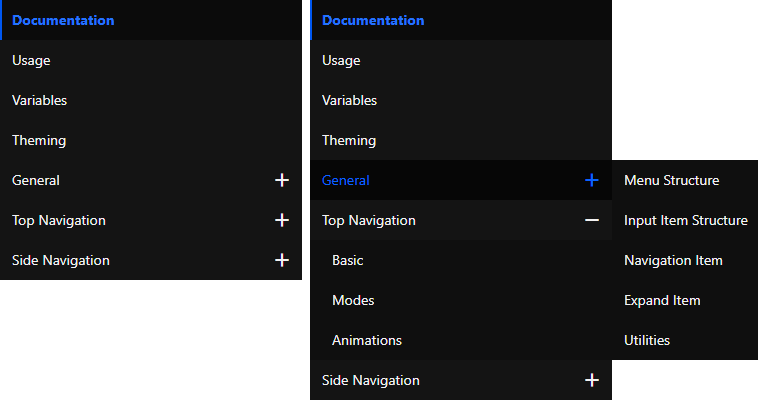 Documentation
Usage
Variables
Theming
General
Top Navigation
Side Navigation
Documentation
Usage
Variables
Theming
General
Top Navigation
Basic
Modes
Animations
Side Navigation
Menu Structure
Input Item Structure
Navigation Item
Expand Item
Utilities